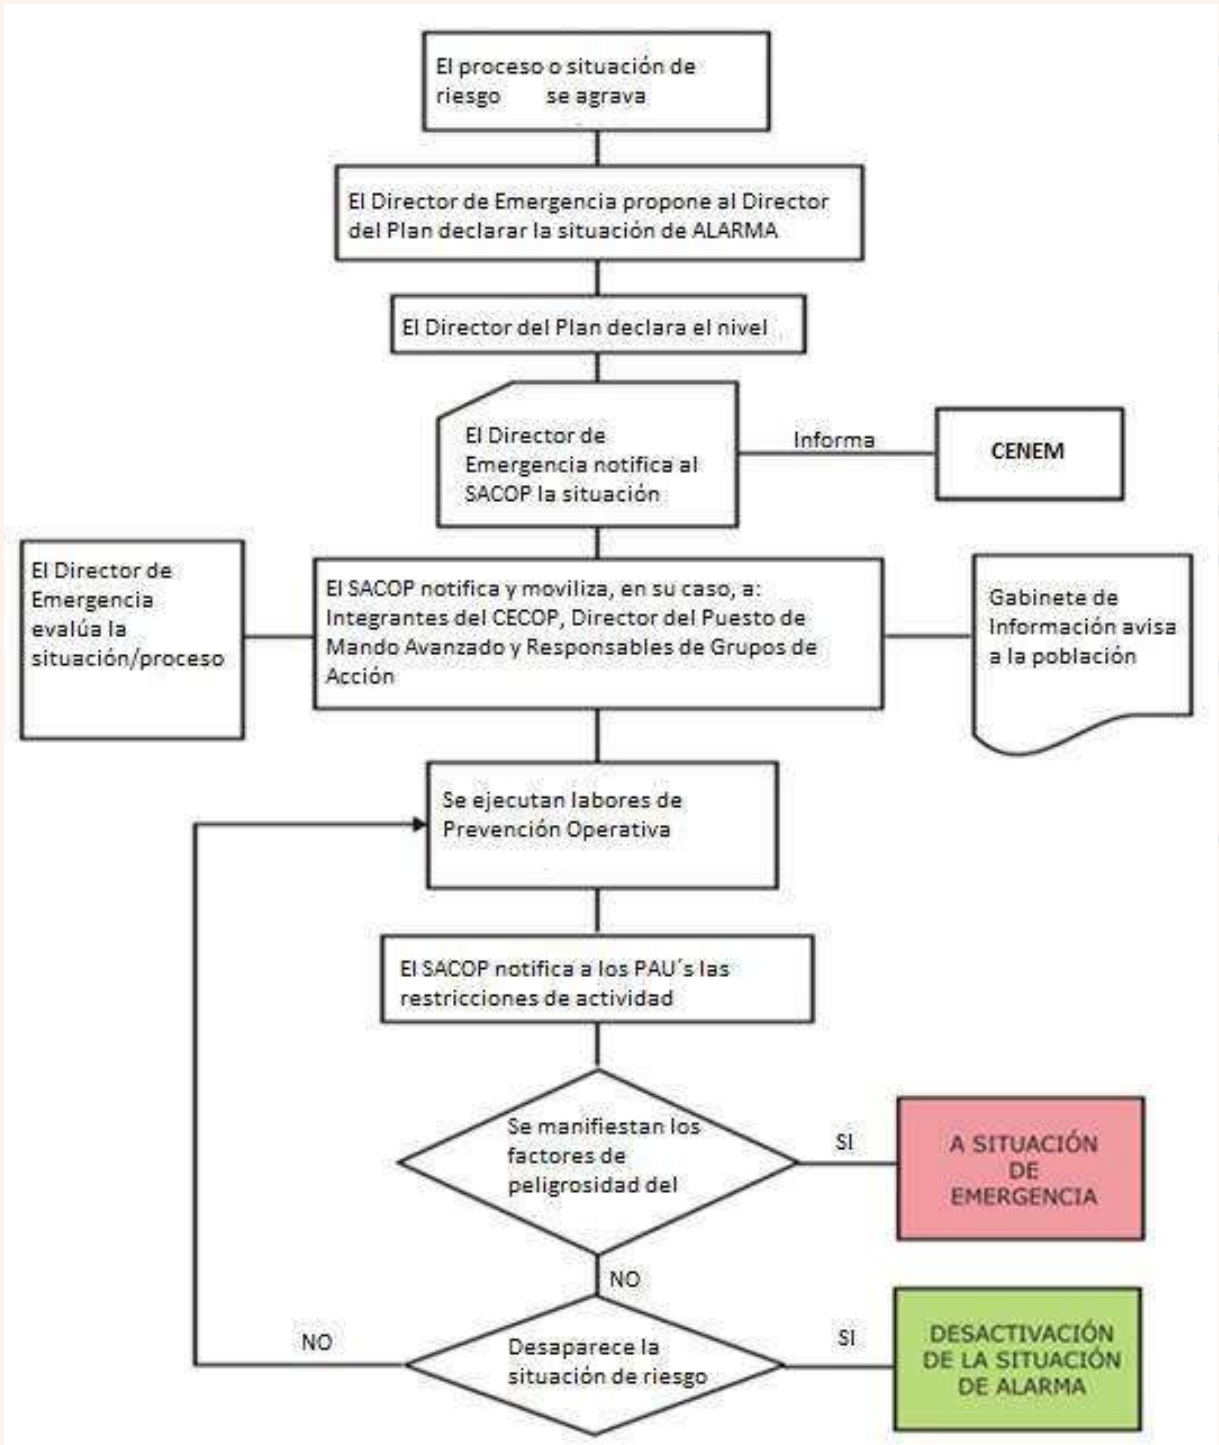 El proceso o situación de
riesgo se agrava
El Director de Emergencia propone al Director
del Plan declarar la situación de ALARMA
El Director del Plan declara el nivel
El Director de
Emergencia notifica al
SACOP la situación
Informa
CENEM
El Director de
Emergencia
evalúa la
situación/proceso
El SACOP notifica y moviliza, en su caso, a:
Integrantes del CECOP, Director del Puesto de
Mando Avanzado y Responsables de Grupos de
Acción
Gabinete de
Información avisa
a la población
Se ejecutan labores de
Prevención Operativa
El SACOP notifica a los PAU´s las
restricciones de actividad
Se manifiestan los
factores de
peligrosidad del
SI
A SITUACIÓN
DE
EMERGENCIA
NO
Desaparece la
situación de riesgo
NO
SI
DESACTIVACIÓN
DE LA SITUACIÓN
DE ALARMA